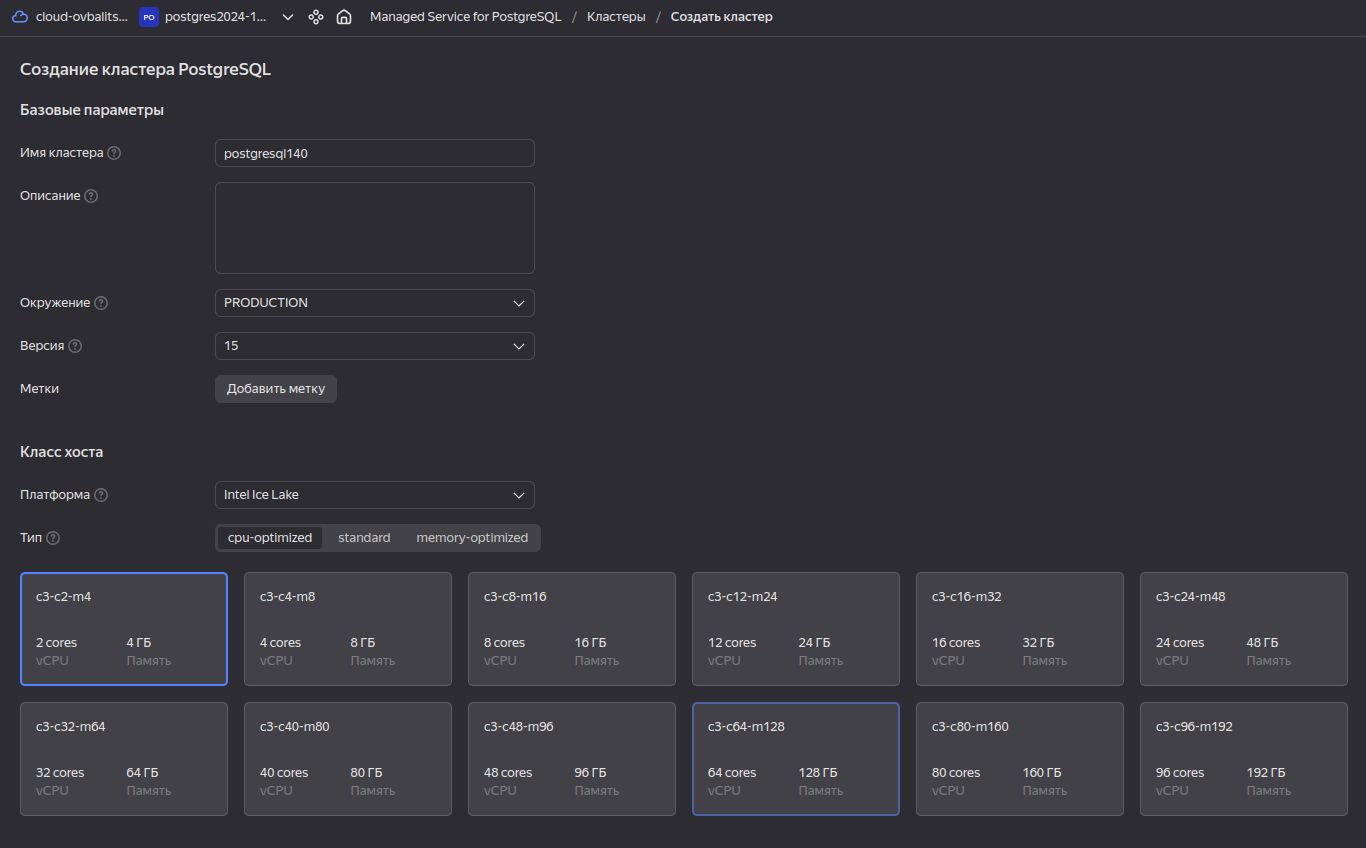 cloud-ovbalits... PO postgres2024-1... Managed Service for PostgreSQL / Кластеры / Создать кластер
Создание кластера PostgreSQL
Базовые параметры
Имя кластера ? postgresql140
Описание ?
Окружение ? PRODUCTION
Версия ? 15
Метки Добавить метку
Класс хоста
Платформа ? Intel Ice Lake
Тип ? cpu-optimized standard memory-optimized
c3-c2-m4 c3-c4-m8 c3-c8-m16 c3-c12-m24 c3-c16-m32 c3-c24-m48
2 cores 4 ГБ 4 cores 8 ГБ 8 cores 16 ГБ 12 cores 24 ГБ 16 cores 32 ГБ 24 cores 48 ГБ
vCPU Память vCPU Память vCPU Память vCPU Память vCPU Память vCPU Память
c3-c32-m64 c3-c40-m80 c3-c48-m96 c3-c64-m128 c3-c80-m160 c3-c96-m192
32 cores 64 ГБ 40 cores 80 ГБ 48 cores 96 ГБ 64 cores 128 ГБ 80 cores 160 ГБ 96 cores 192 ГБ
vCPU Память vCPU Память vCPU Память vCPU Память vCPU Память vCPU Память